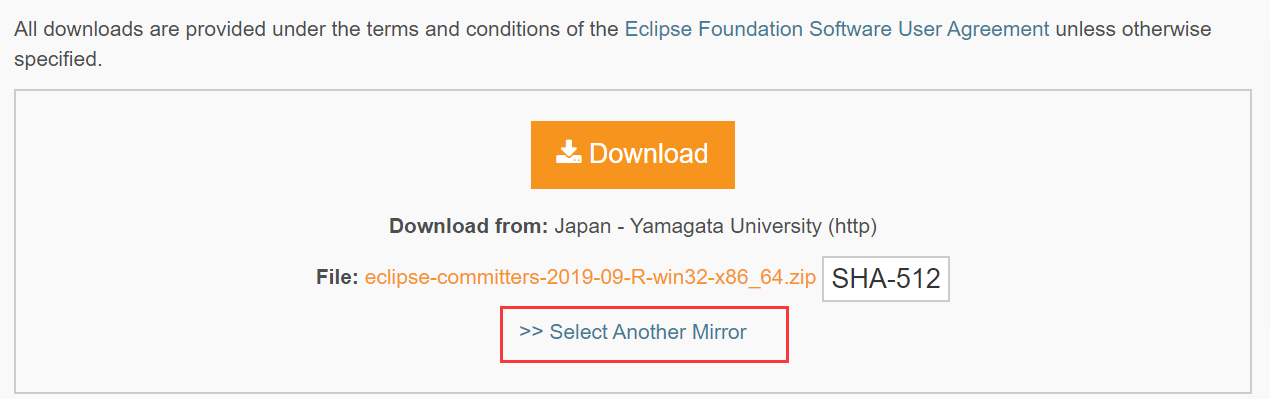 All downloads are provided under the terms and conditions of the Eclipse Foundation Software User Agreement unless otherwise
specified.
Download
Download from: Japan - Yamagata University (http)
File: eclipse-committers-2019-09-R-win32-x86_64.zip SHA-512
>> Select Another Mirror